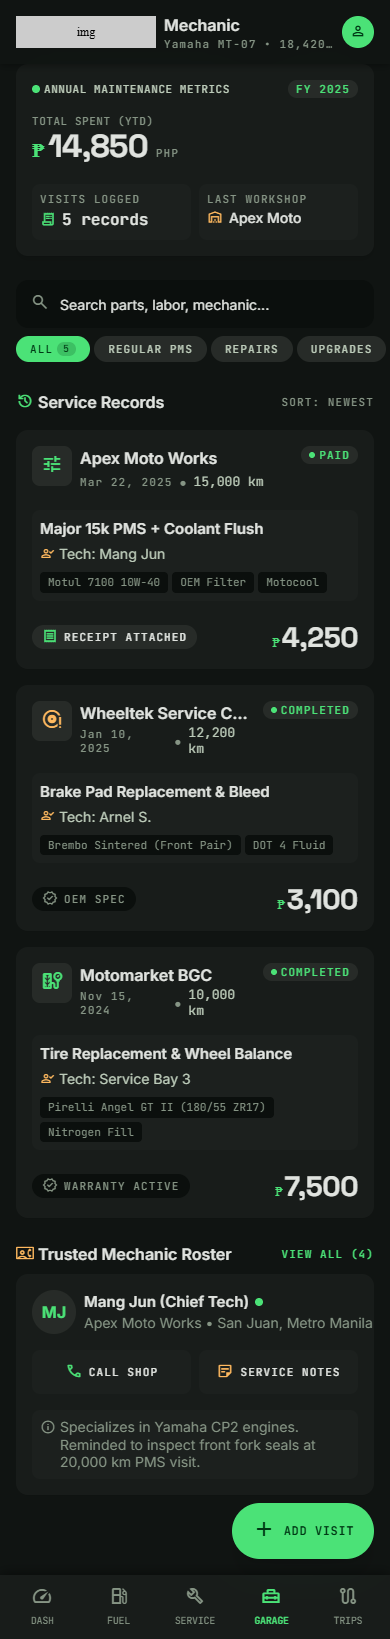 img
Mechanic
Yamaha MT-07 • 18,420…
ANNUAL MAINTENANCE METRICS
FY 2025
TOTAL SPENT (YTD)
₱14,850 PHP
VISITS LOGGED
5 records
LAST WORKSHOP
Apex Moto
Search parts, labor, mechanic...
ALL 5
REGULAR PMS
REPAIRS
UPGRADES
Service Records
SORT: NEWEST
Apex Moto Works
PAID
Mar 22, 2025 • 15,000 km
Major 15k PMS + Coolant Flush
Tech: Mang Jun
Motul 7100 10W-40
OEM Filter
Motocool
RECEIPT ATTACHED
₱4,250
Wheeltek Service C...
COMPLETED
Jan 10, 2025 • 12,200 km
Brake Pad Replacement & Bleed
Tech: Arnel S.
Brembo Sintered (Front Pair)
DOT 4 Fluid
OEM SPEC
₱3,100
Motomarket BGC
COMPLETED
Nov 15, 2024 • 10,000 km
Tire Replacement & Wheel Balance
Tech: Service Bay 3
Pirelli Angel GT II (180/55 ZR17)
Nitrogen Fill
WARRANTY ACTIVE
₱7,500
Trusted Mechanic Roster
VIEW ALL (4)
MJ
Mang Jun (Chief Tech)
Apex Moto Works • San Juan, Metro Manila
CALL SHOP
SERVICE NOTES
Specializes in Yamaha CP2 engines.
Reminded to inspect front fork seals at
20,000 km PMS visit.
ADD VISIT
DASH
FUEL
SERVICE
GARAGE
TRIPS